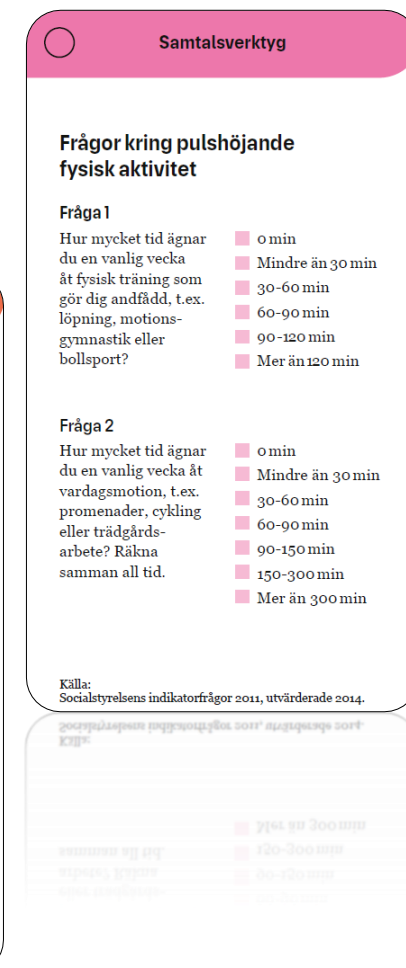 Samtalsverktyg
Frågor kring pulshöjande
fysisk aktivitet
Fråga 1
Hur mycket tid ägnar
du en vanlig vecka
åt fysisk träning som
gör dig andfådd, t.ex.
löpning, motions-
gymnastik eller
bollsport?
0 min
Mindre än 30 min
30-60 min
60-90 min
90-120 min
Mer än 120 min
Fråga 2
Hur mycket tid ägnar
du en vanlig vecka åt
vardagsmotion, t.ex.
promenader, cykling
eller trädgårds-
arbete? Räkna
samman all tid.
0 min
Mindre än 30 min
30-60 min
60-90 min
90-150 min
150-300 min
Mer än 300 min
Källa:
Socialstyrelsens indikatorfrågor 2011, utvärderade 2014.